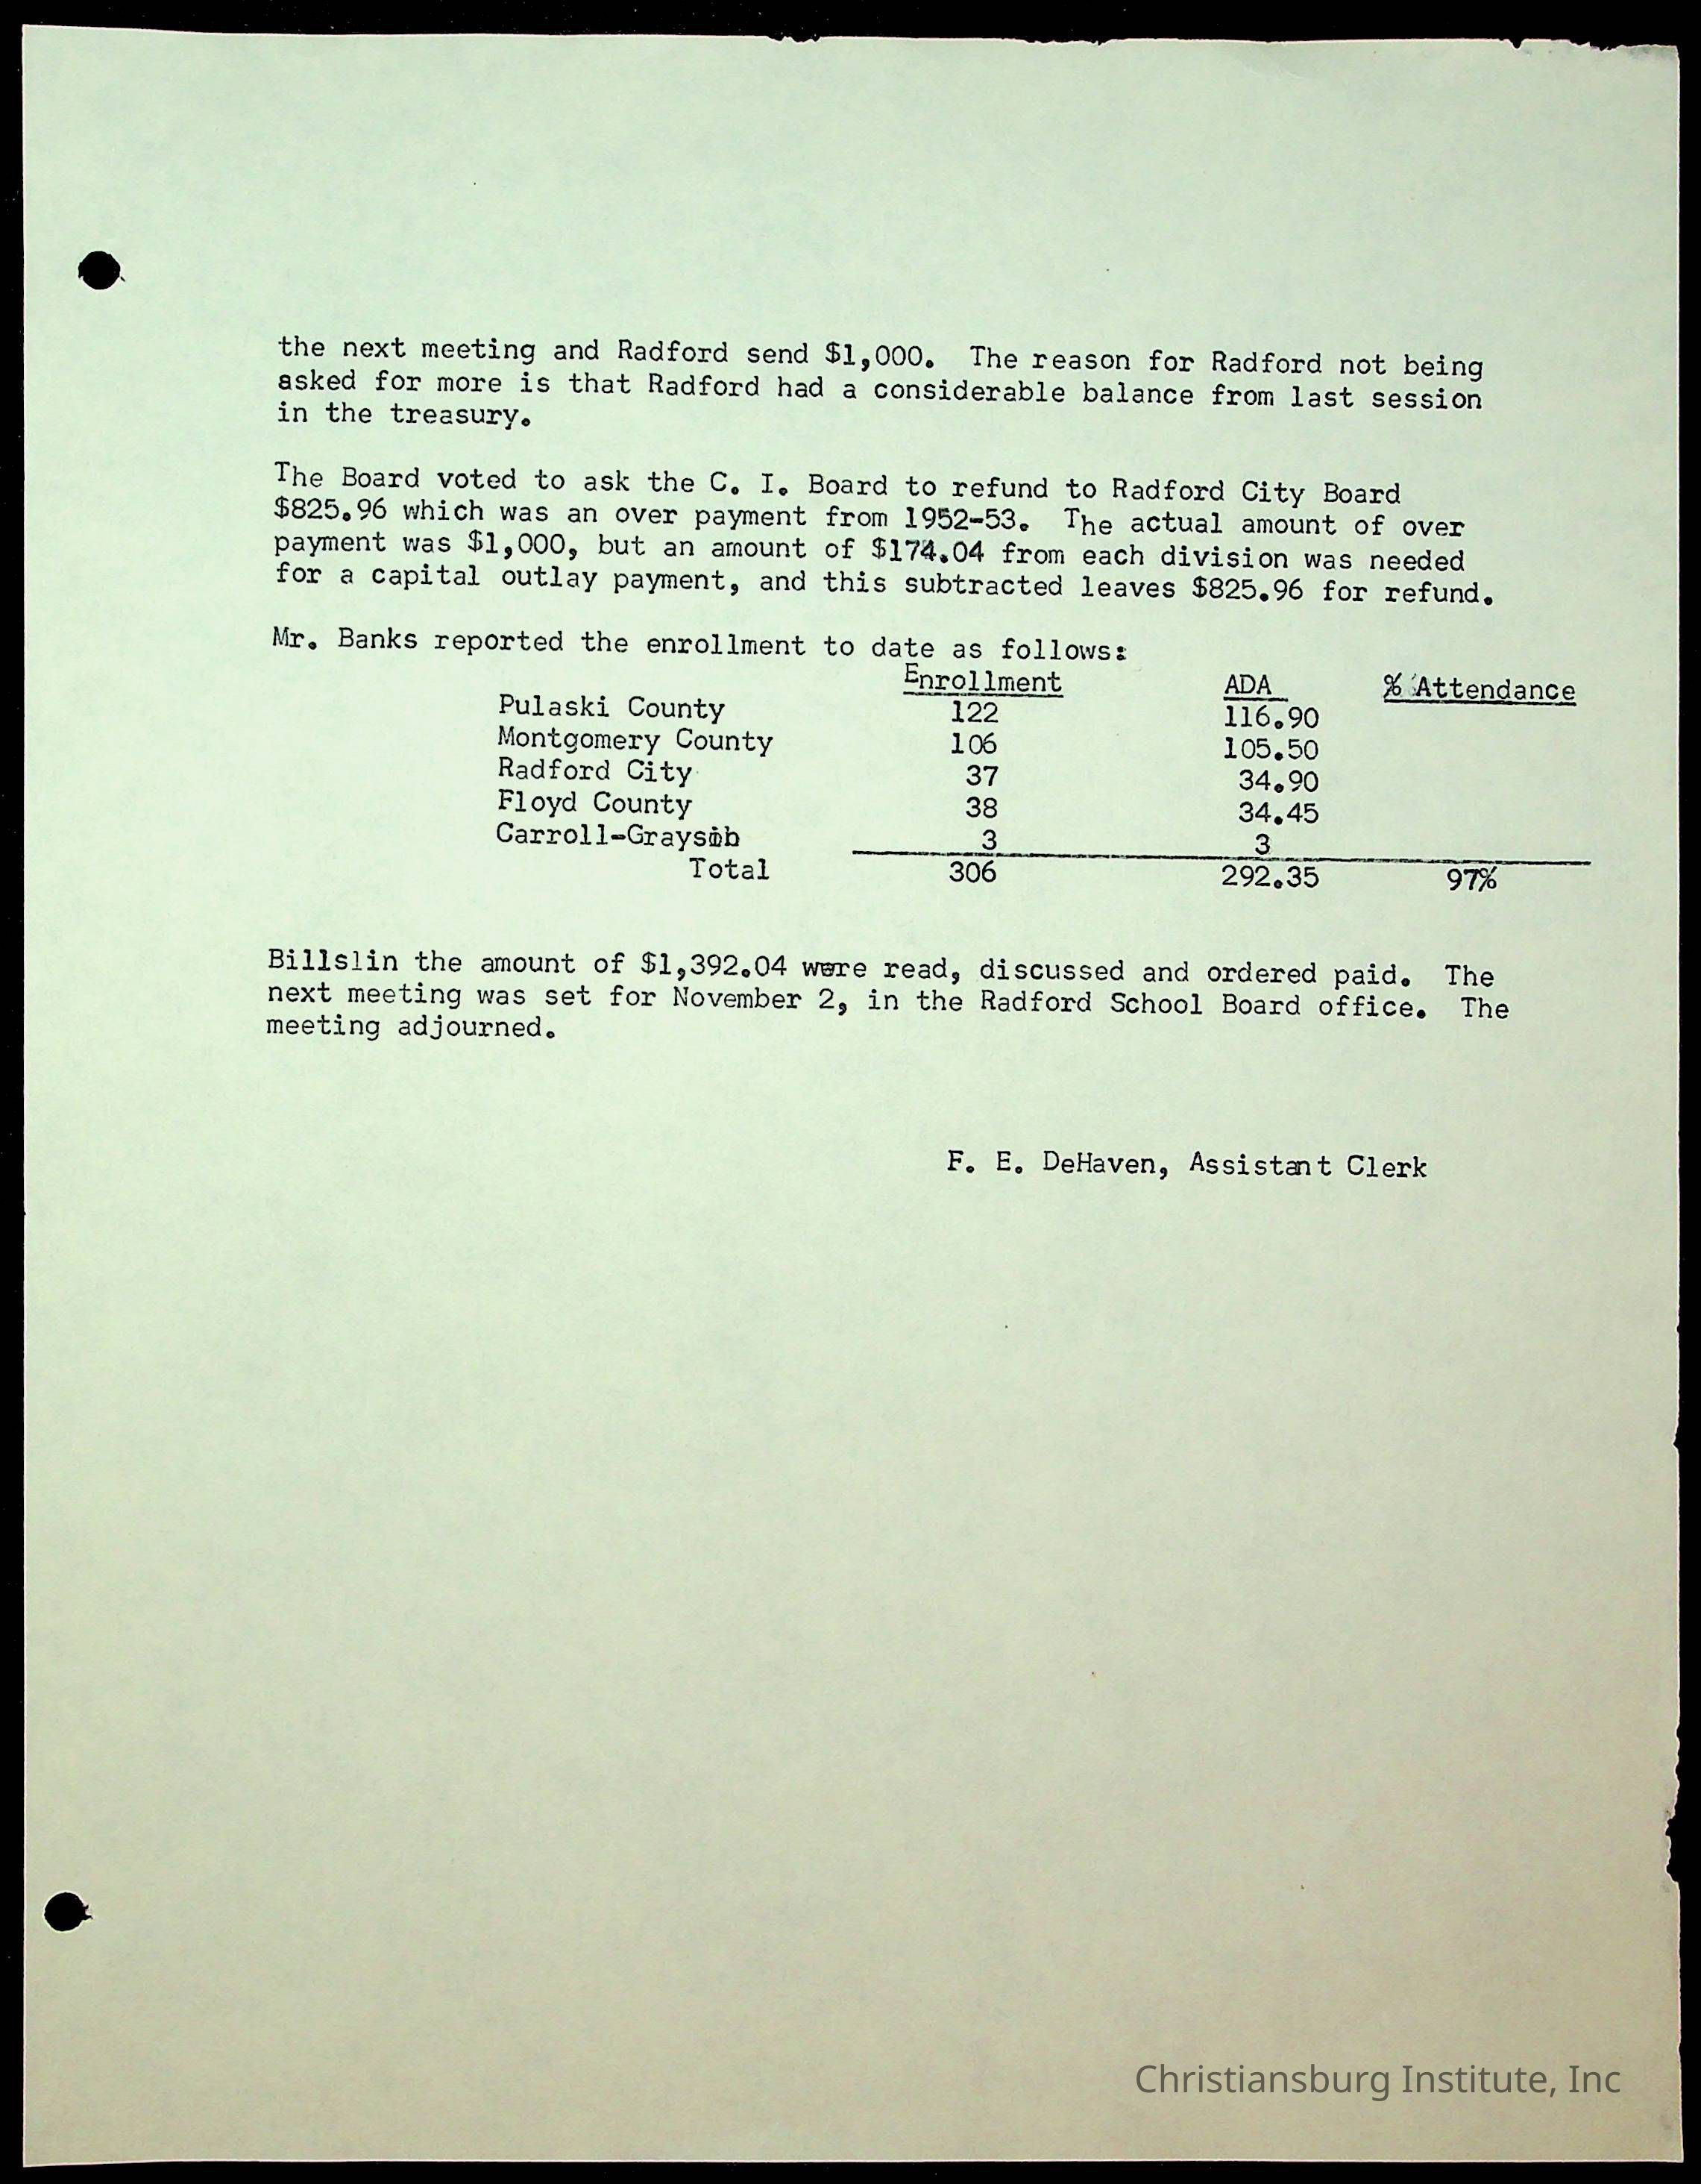 the next meeting and Radford send $1,000.  The reason for Radford not being
asked for more is that Radford had a considerable balance from last session
in the treasury.
The Board voted to ask the C. I. Board to refund to Radford City Board
$825.96 which was an over payment from 1952-53.  The actual amount of over
payment was $1,000, but an amount of $174.04 from each division was needed
for a capital outlay payment, and this subtracted leaves $825.96 for refund.
Mr. Banks reported the enrollment to date as follows:
Enrollment ADA % Attendance
Pulaski County 122 116.90
Montgomery County 106 105.50
Radford City 37 34.90
Floyd County 38 34.45
Carroll-Graysob 3 3
Total 306 292.35 97%
Billslin the amount of $1,392.04 were read, discussed and ordered paid.  The
next meeting was set for November 2, in the Radford School Board office.  The
meeting adjourned.
F. E. DeHaven, Assistant Clerk
Christiansburg Institute, Inc